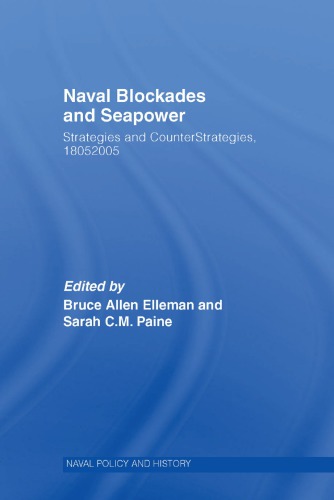 Naval Blockades
and Seapower
Strategies and CounterStrategies,
18052005
Edited by
Bruce Allen Elleman and
Sarah C.M. Paine
NAVAL POLICY AND HISTORY